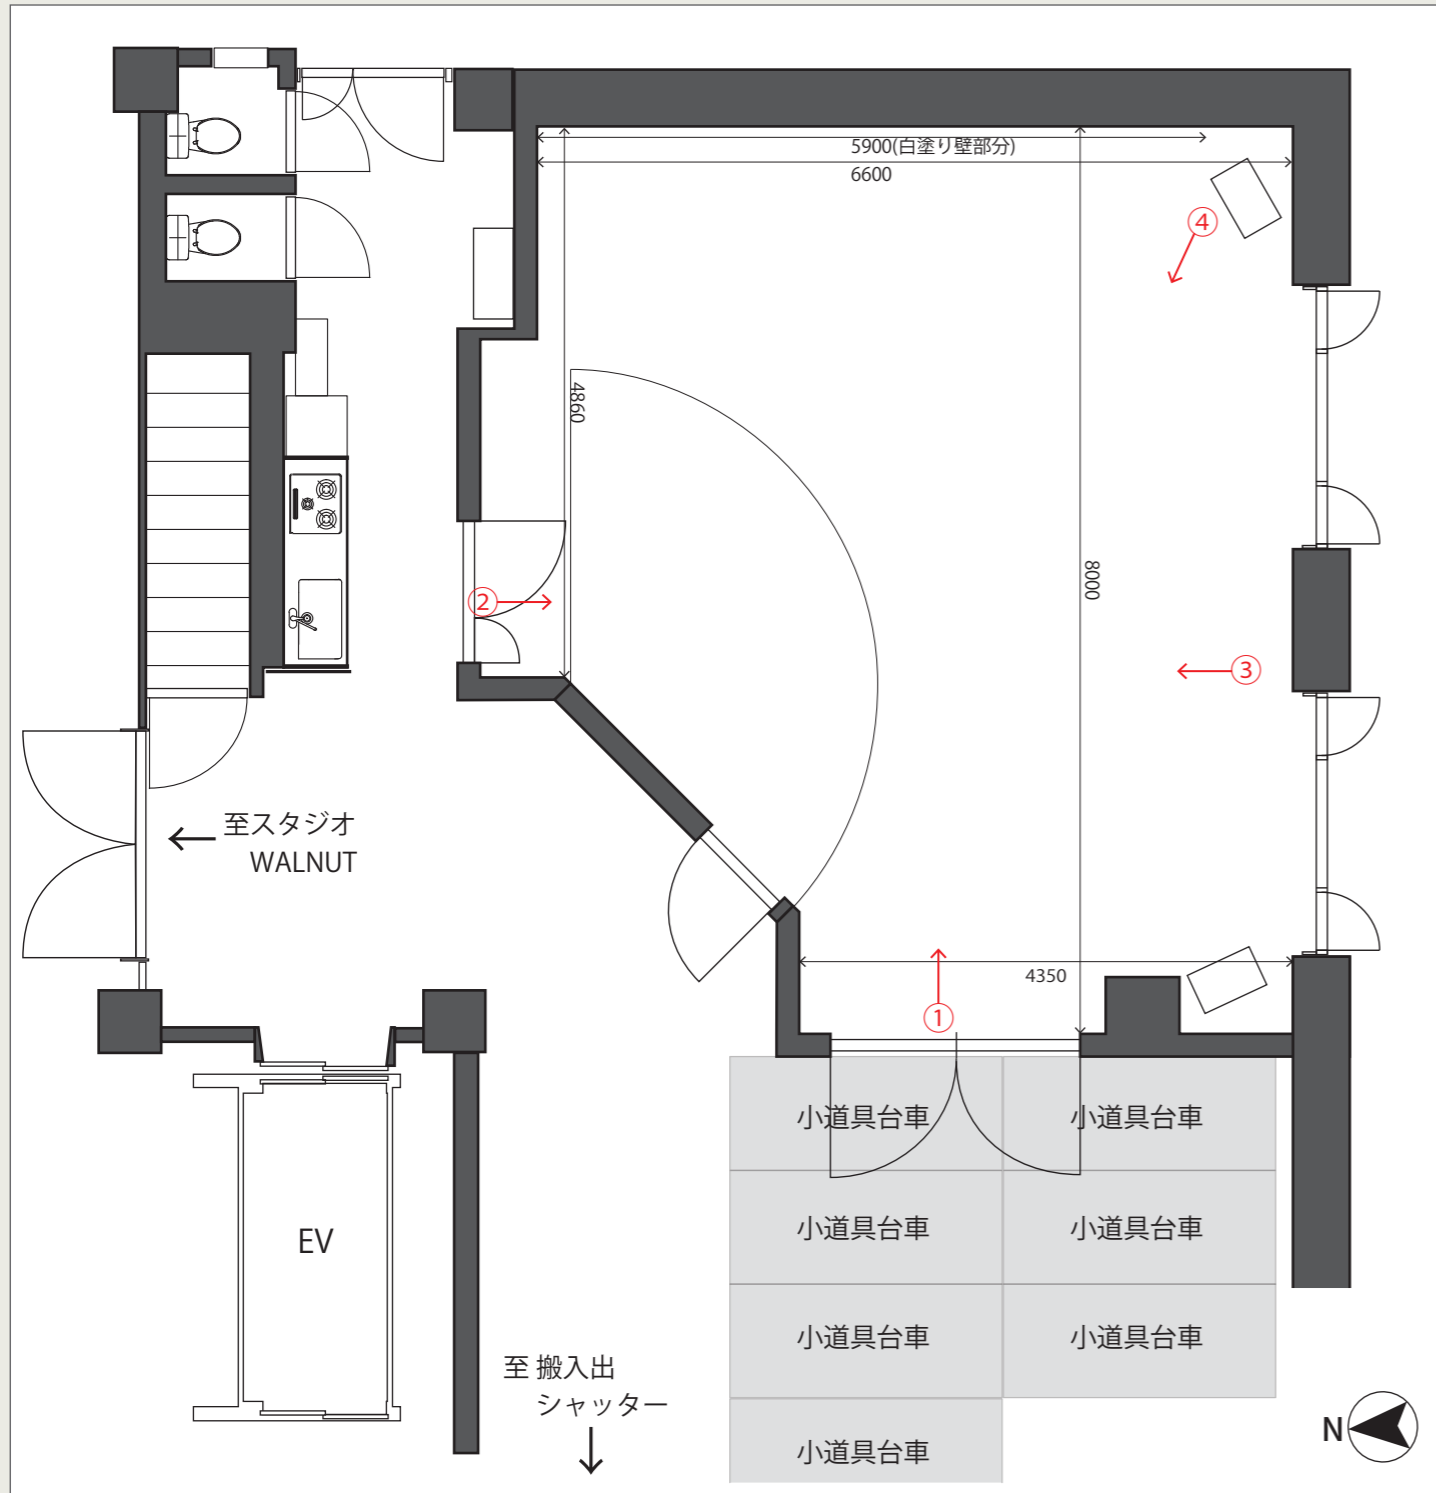 5900(白塗り壁部分)
6600
④
4860
8000
②
③
至スタジオ
WALNUT
4350
①
小道具台車
小道具台車
小道具台車
小道具台車
EV
小道具台車
小道具台車
至 搬入出
シャッター
N
小道具台車